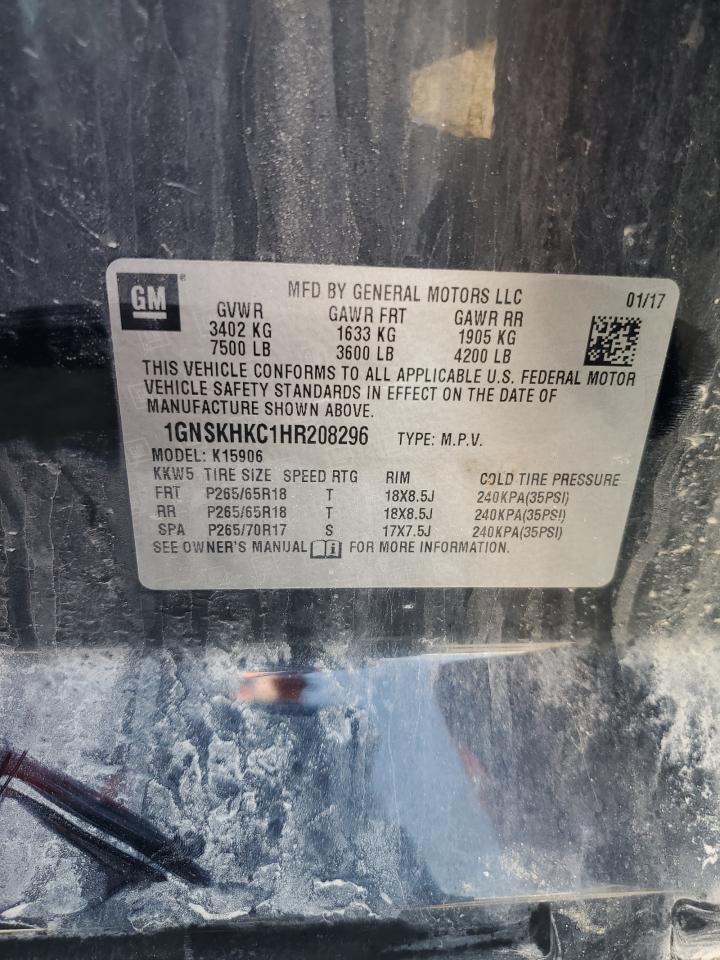 GM ®
MFD BY GENERAL MOTORS LLC 01/17
GVWR GAWR FRT GAWR RR
3402 KG 1633 KG 1905 KG
7500 LB 3600 LB 4200 LB
THIS VEHICLE CONFORMS TO ALL APPLICABLE U.S. FEDERAL MOTOR
VEHICLE SAFETY STANDARDS IN EFFECT ON THE DATE OF
MANUFACTURE SHOWN ABOVE.
1GNSKHKC1HR208296 TYPE: M.P.V.
MODEL: K15906
KKW5 TIRE SIZE SPEED RTG RIM COLD TIRE PRESSURE
FRT P265/65R18 T 18X8.5J 240KPA(35PSI)
RR P265/65R18 T 18X8.5J 240KPA(35PSI)
SPA P265/70R17 S 17X7.5J 240KPA(35PSI)
SEE OWNER'S MANUAL i FOR MORE INFORMATION.